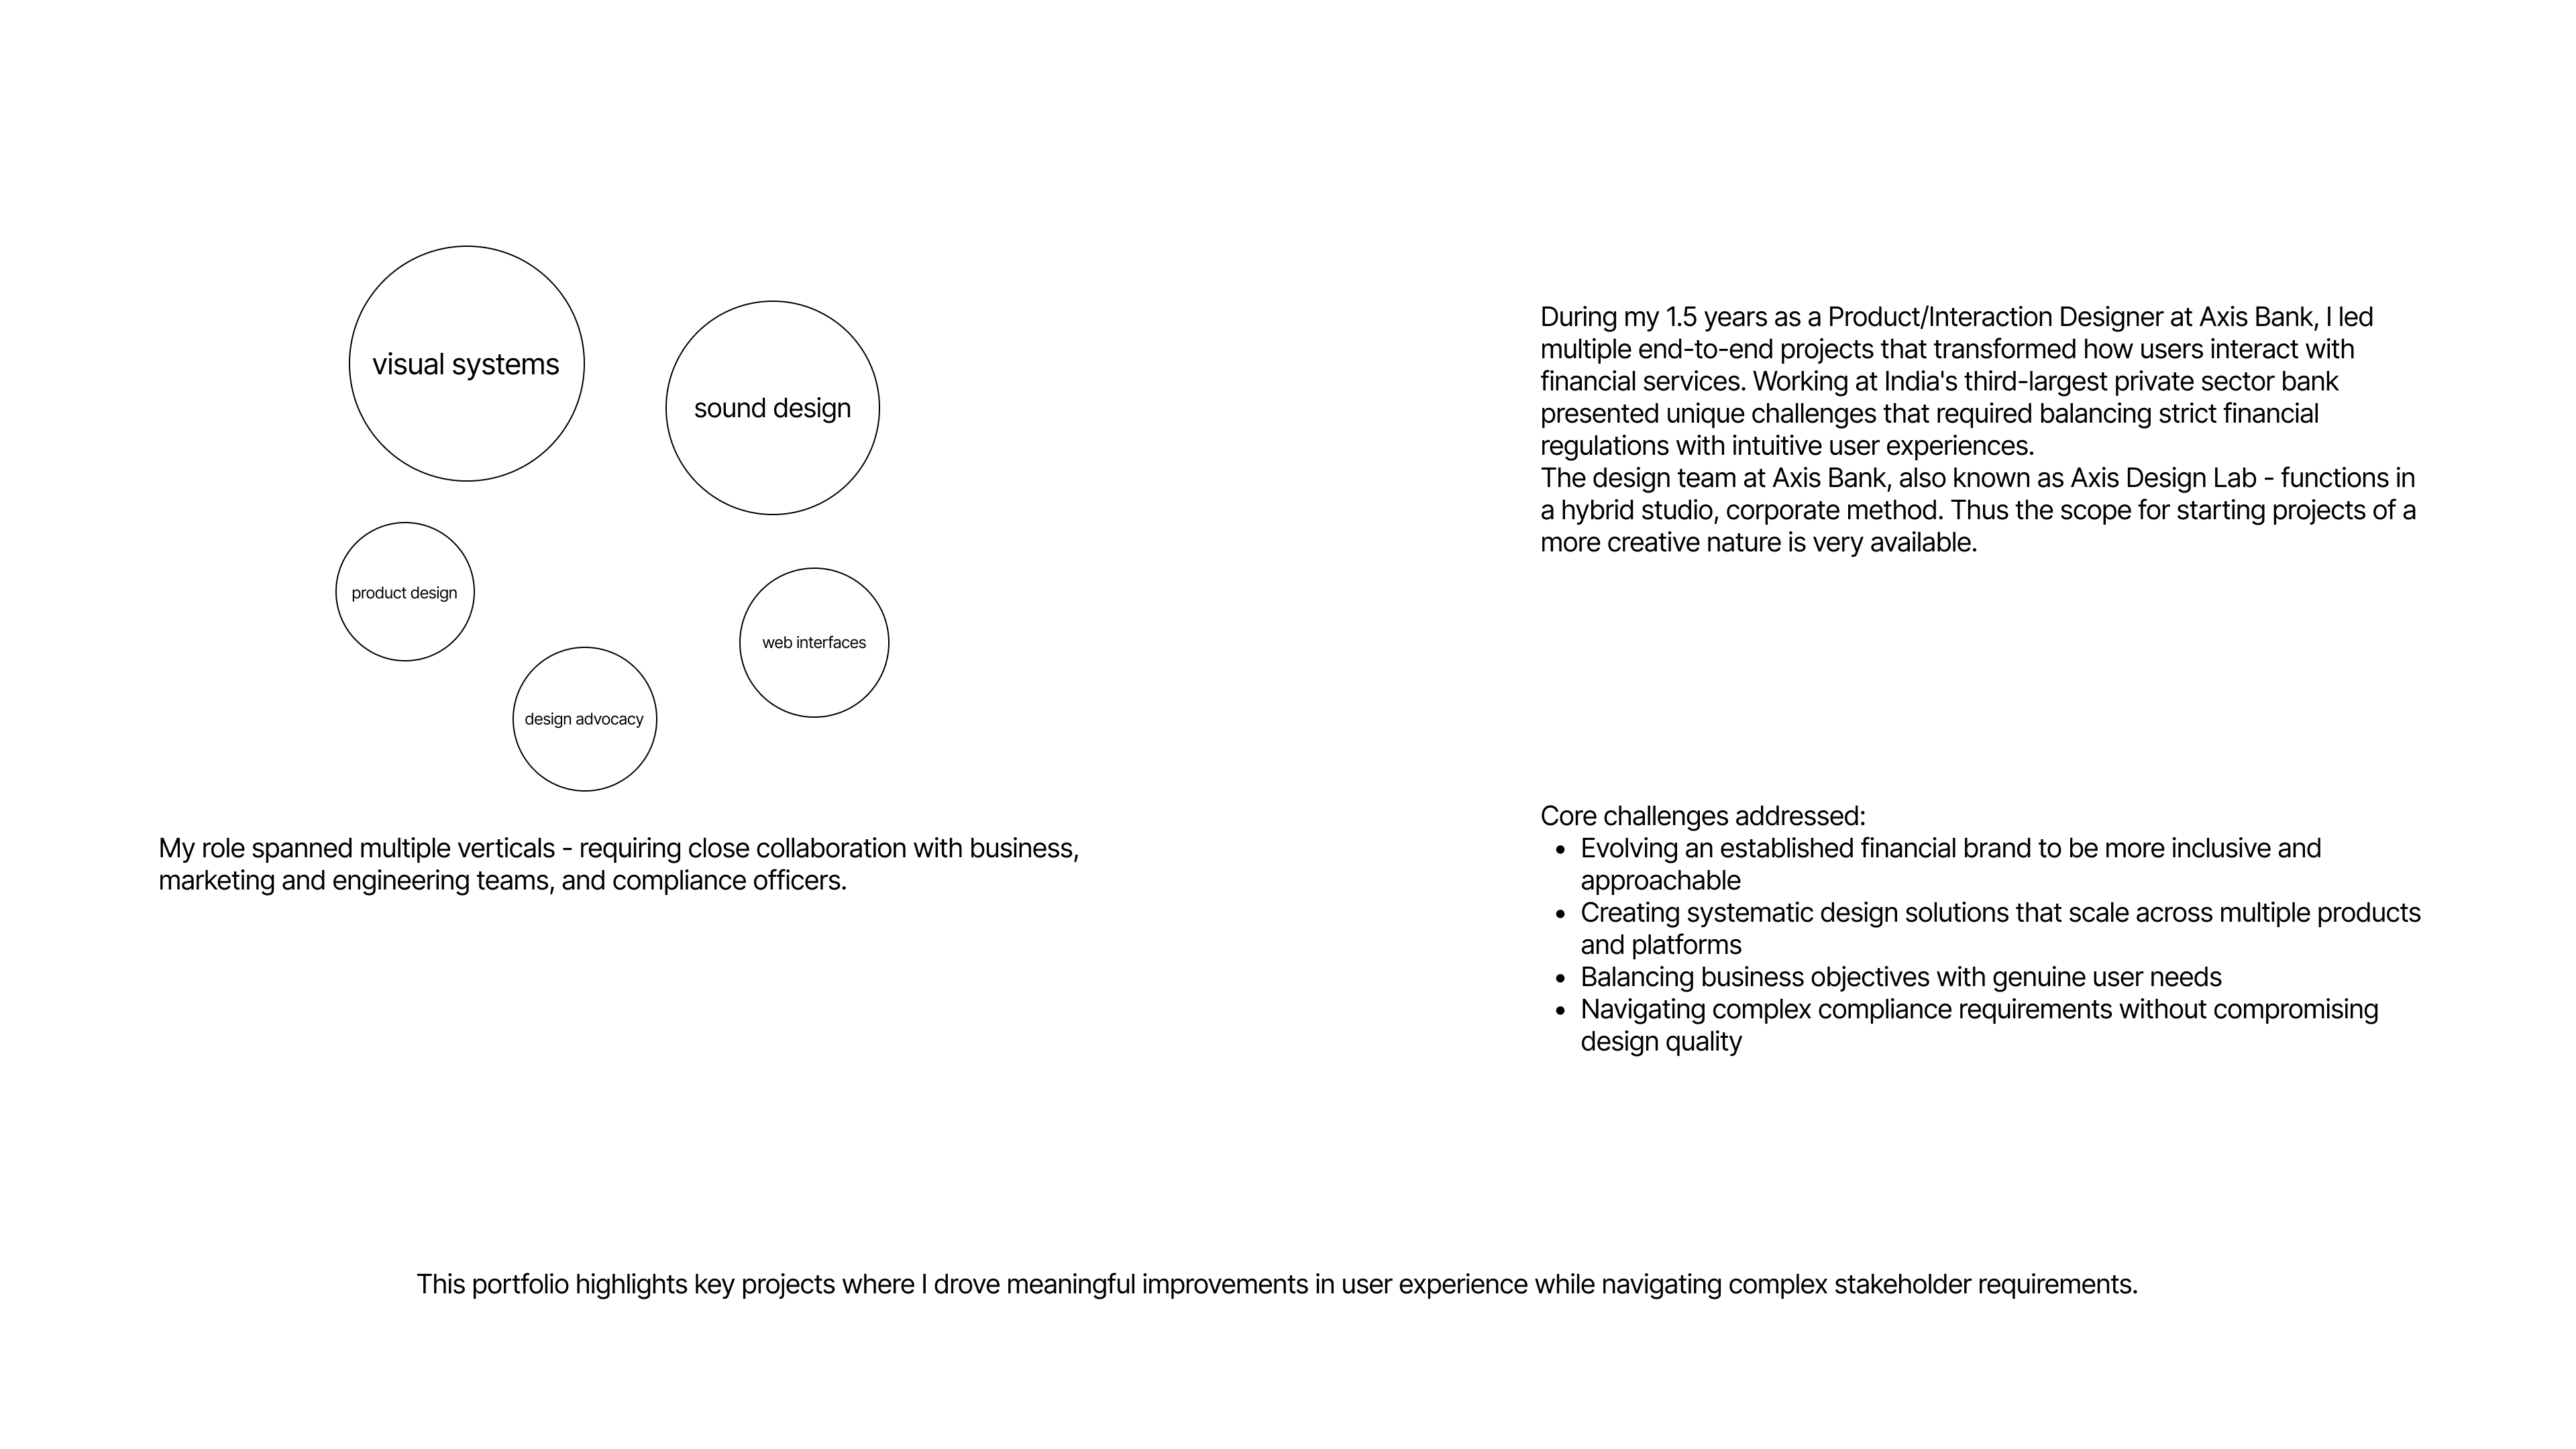 visual systems
sound design
product design
web interfaces
design advocacy
My role spanned multiple verticals - requiring close collaboration with business,
marketing and engineering teams, and compliance officers.
During my 1.5 years as a Product/Interaction Designer at Axis Bank, I led
multiple end-to-end projects that transformed how users interact with
financial services. Working at India's third-largest private sector bank
presented unique challenges that required balancing strict financial
regulations with intuitive user experiences.
The design team at Axis Bank, also known as Axis Design Lab - functions in
a hybrid studio, corporate method. Thus the scope for starting projects of a
more creative nature is very available.
Core challenges addressed:
• Evolving an established financial brand to be more inclusive and
approachable
• Creating systematic design solutions that scale across multiple products
and platforms
• Balancing business objectives with genuine user needs
• Navigating complex compliance requirements without compromising
design quality
This portfolio highlights key projects where I drove meaningful improvements in user experience while navigating complex stakeholder requirements.